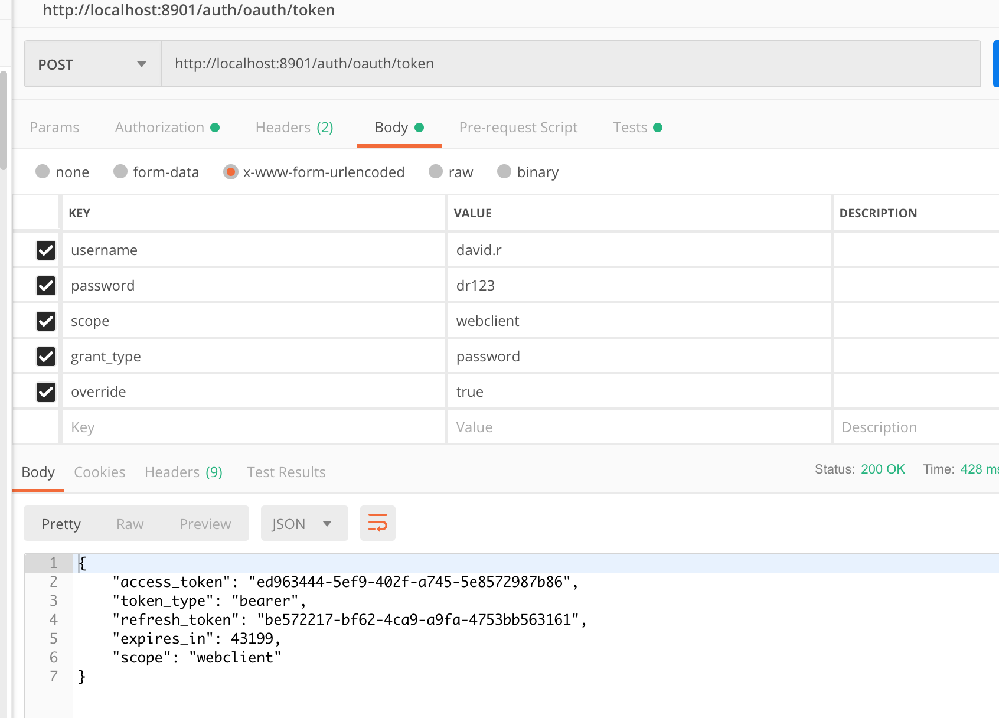 http://localhost:8901/auth/oauth/token
POST http://localhost:8901/auth/oauth/token
Params Authorization Headers (2) Body Pre-request Script Tests
none form-data x-www-form-urlencoded raw binary
KEY VALUE DESCRIPTION
username david.r
password dr123
scope webclient
grant_type password
override true
Key Value Description
Body Cookies Headers (9) Test Results Status: 200 OK Time: 428 ms
Pretty Raw Preview JSON
1 {
2 "access_token": "ed963444-5ef9-402f-a745-5e8572987b86",
3 "token_type": "bearer",
4 "refresh_token": "be572217-bf62-4ca9-a9fa-4753bb563161",
5 "expires_in": 43199,
6 "scope": "webclient"
7 }